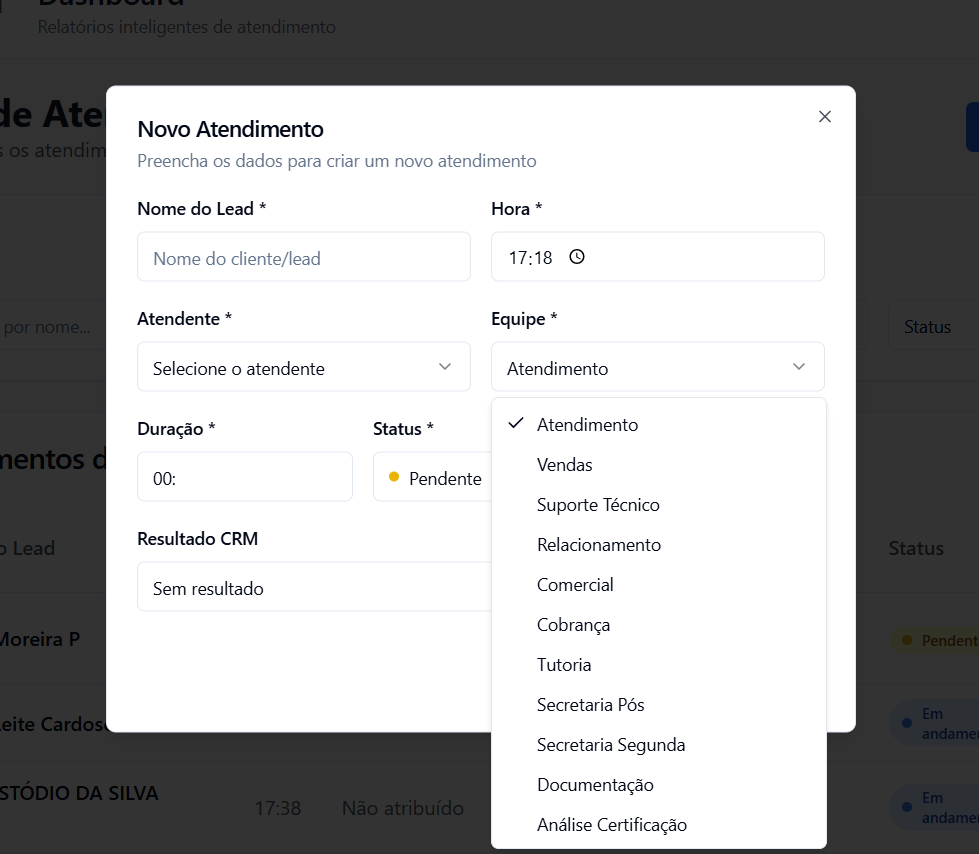 Dashboard
Relatórios inteligentes de atendimento
de Ate
s os atendim
Novo Atendimento
Preencha os dados para criar um novo atendimento
Nome do Lead *
Hora *
Nome do cliente/lead
17:18
Atendente *
Equipe *
Selecione o atendente
Atendimento
por nome...
Status
Duração *
Status *
00:
Pendente
Resultado CRM
Sem resultado
Atendimento
Vendas
Suporte Técnico
Relacionamento
Comercial
Cobrança
Tutoria
Secretaria Pós
Secretaria Segunda
Documentação
Análise Certificação
mentos d
o Lead
Status
Moreira P
Pendent
Leite Cardoso
Em
andamen
STÓDIO DA SILVA
17:38
Não atribuído
Em
andamen